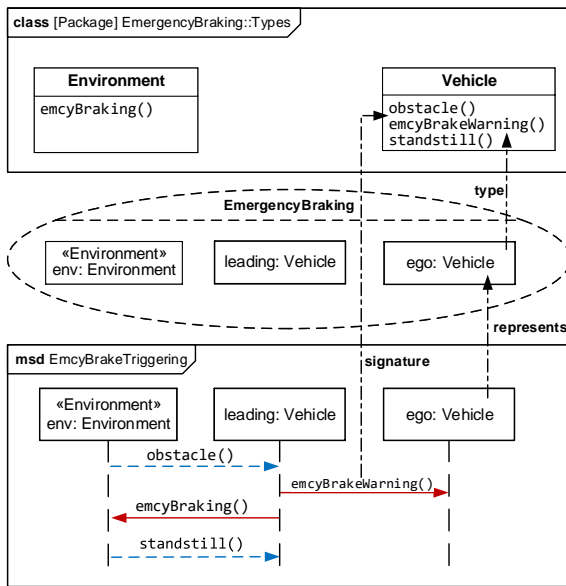 class [Package] EmergencyBraking::Types
Environment
emcyBraking()
Vehicle
obstacle()
emcyBrakeWarning()
standstill()
type
EmergencyBraking
«Environment»
env: Environment
leading: Vehicle
ego: Vehicle
represents
signature
msd EmcyBrakeTriggering
«Environment»
env: Environment
leading: Vehicle
ego: Vehicle
obstacle()
emcyBrakeWarning()
emcyBraking()
standstill()